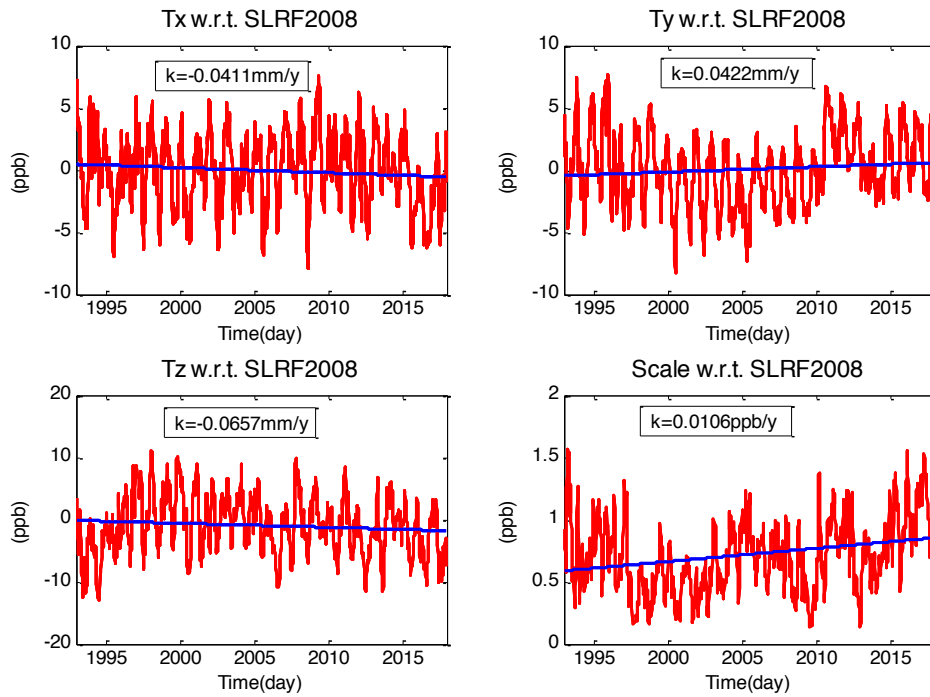 Tx w.r.t. SLRF2008
10
5
0
-5
-10
(ppb)
k=-0.0411mm/y
1995 2000 2005 2010 2015
Time(day)
Ty w.r.t. SLRF2008
10
5
0
-5
-10
(ppb)
k=0.0422mm/y
1995 2000 2005 2010 2015
Time(day)
Tz w.r.t. SLRF2008
20
10
0
-10
-20
(ppb)
k=-0.0657mm/y
1995 2000 2005 2010 2015
Time(day)
Scale w.r.t. SLRF2008
2
1.5
1
0.5
0
(ppb)
k=0.0106ppb/y
1995 2000 2005 2010 2015
Time(day)